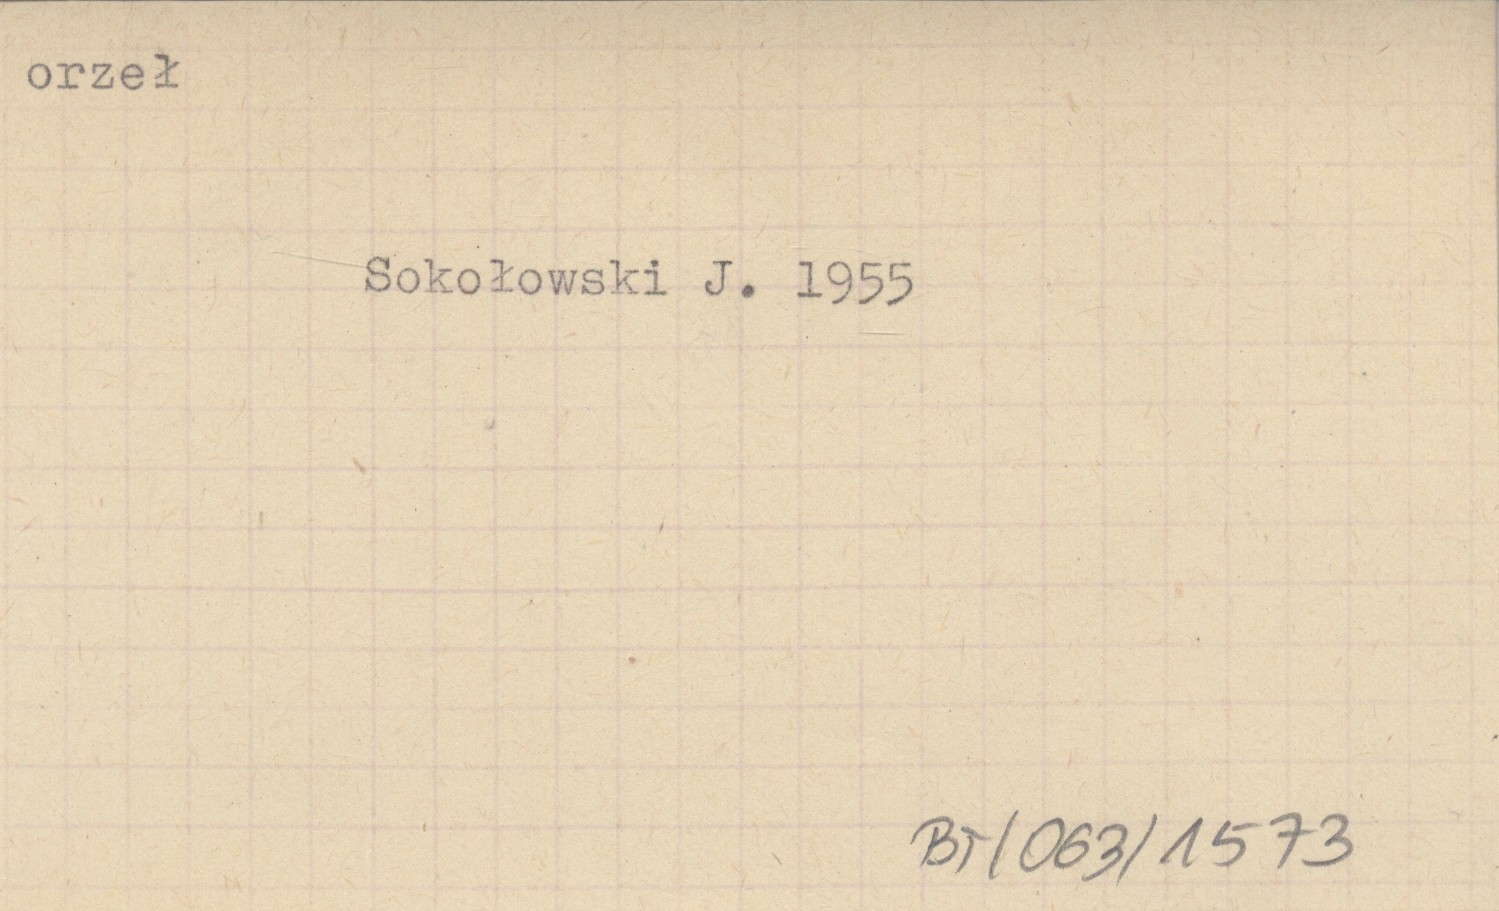 orzeł
Sokołowski J. 1955
BT/063/1573